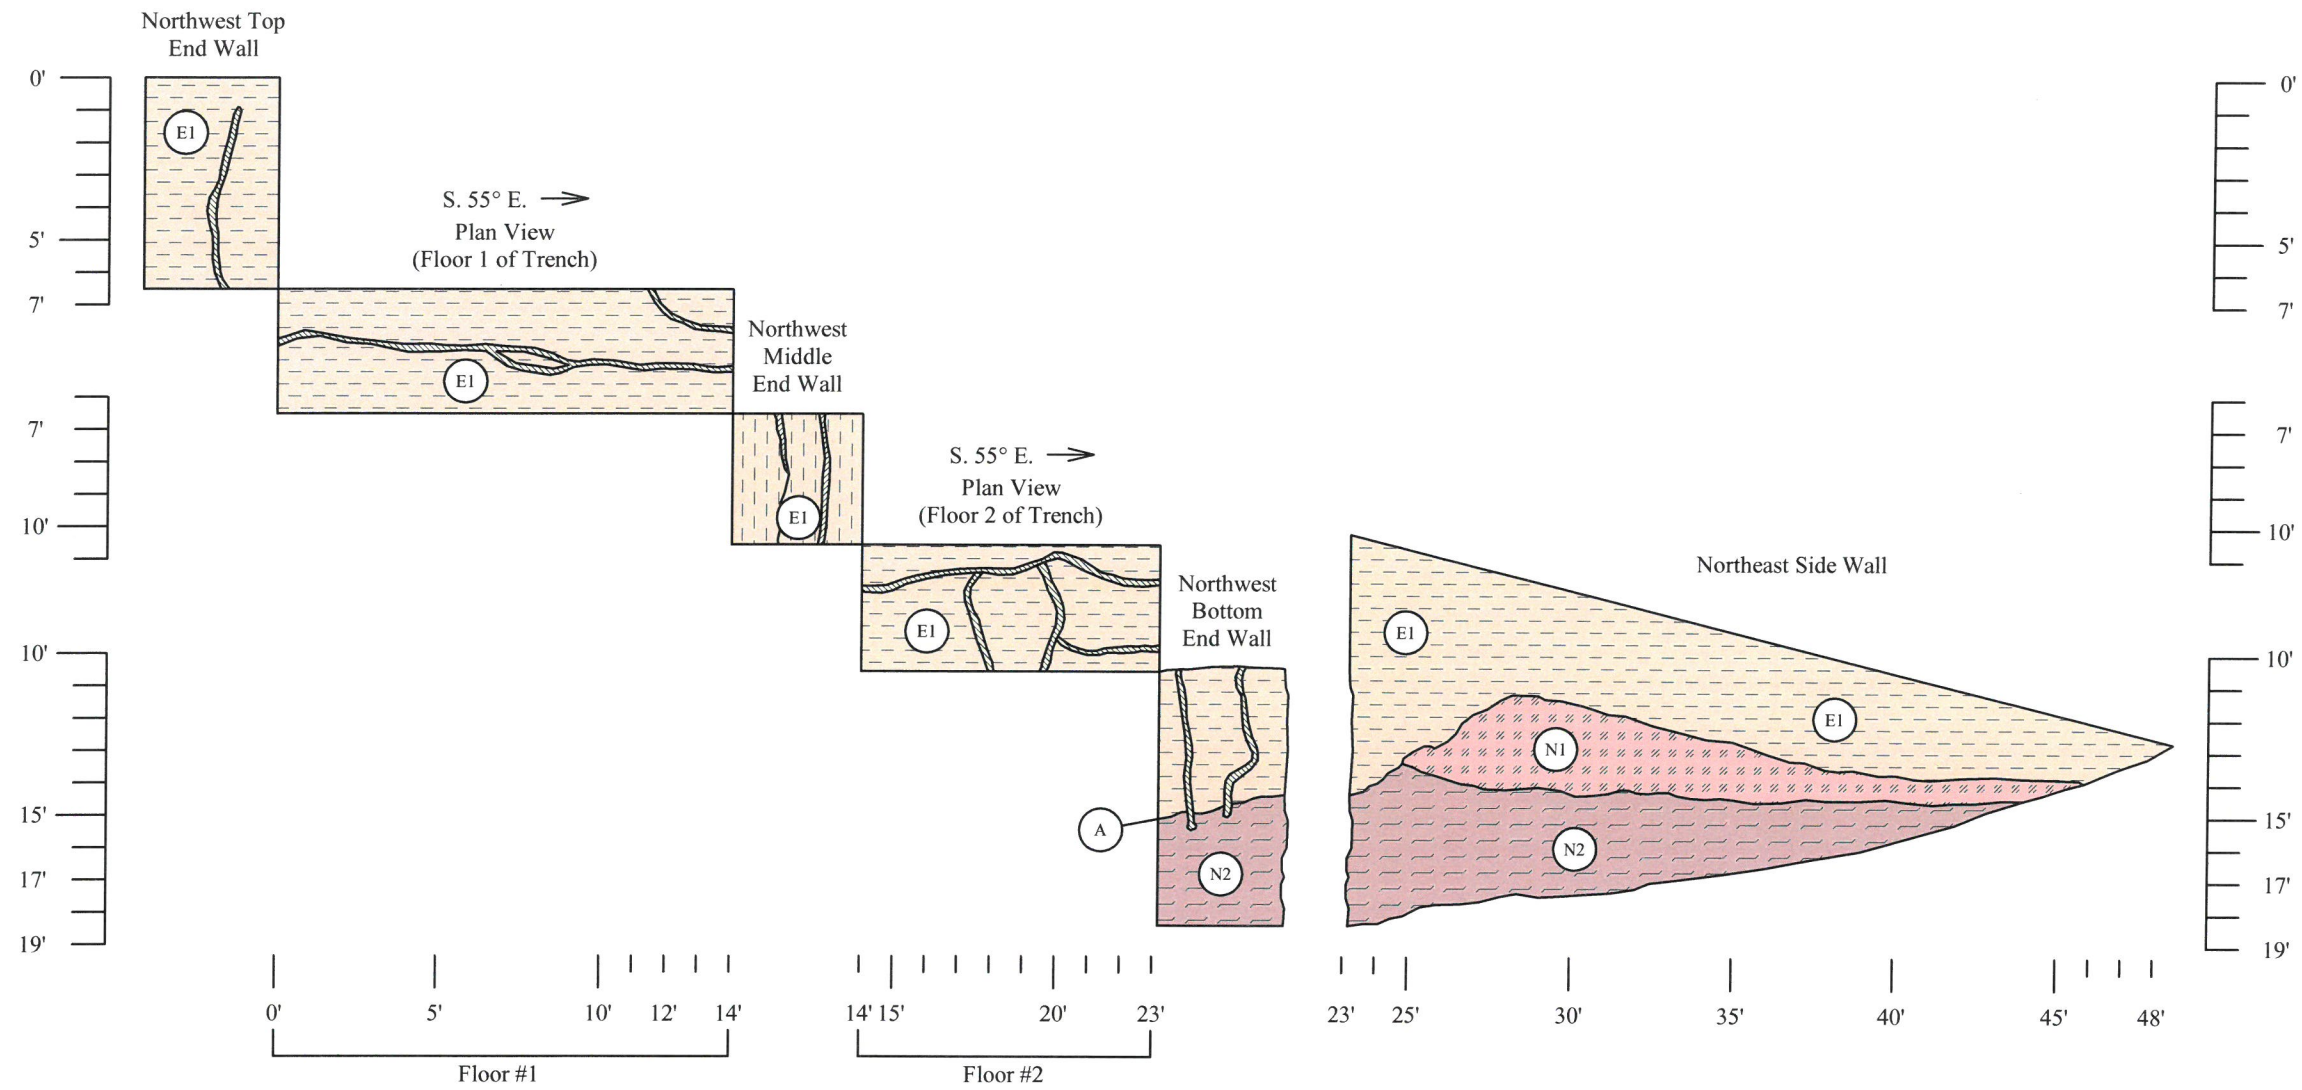 Northwest Top
End Wall
0'
5'
7'
E1
S. 55° E.
Plan View
(Floor 1 of Trench)
E1
Northwest
Middle
End Wall
7'
10'
E1
S. 55° E.
Plan View
(Floor 2 of Trench)
E1
Northwest
Bottom
End Wall
10'
15'
17'
19'
A
N2
Northeast Side Wall
E1
E1
N1
N2
0'
5'
7'
7'
10'
10'
15'
17'
19'
0' 5' 10' 12' 14'
Floor #1
14' 15' 20' 23'
Floor #2
23' 25' 30' 35' 40' 45' 48'